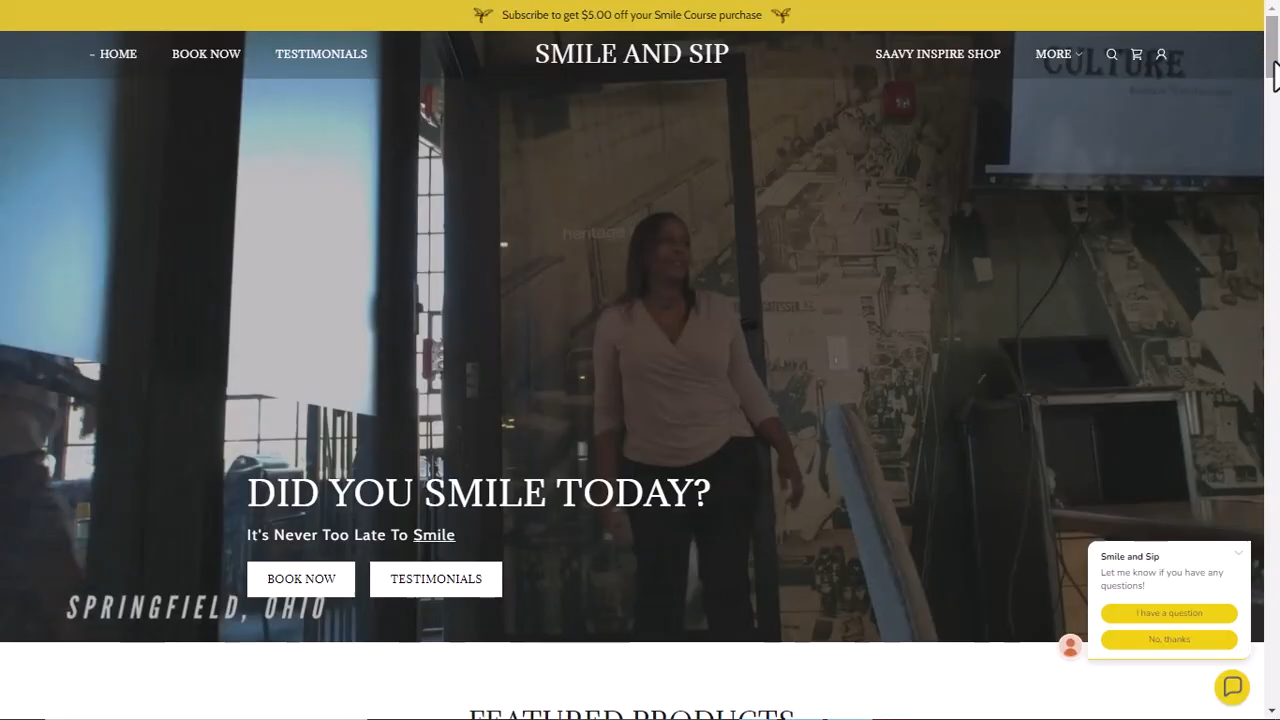 Subscribe to get $5.00 off your Smile Course purchase
- HOME
BOOK NOW
TESTIMONIALS
SMILE AND SIP
SAAVY INSPIRE SHOP
MORE
CULTURE
heritage
DID YOU SMILE TODAY?
It's Never Too Late To Smile
BOOK NOW
TESTIMONIALS
SPRINGFIELD, OHIO
Smile and Sip
Let me know if you have any
questions!
I have a question
No, thanks
FEATURED PRODUCTS